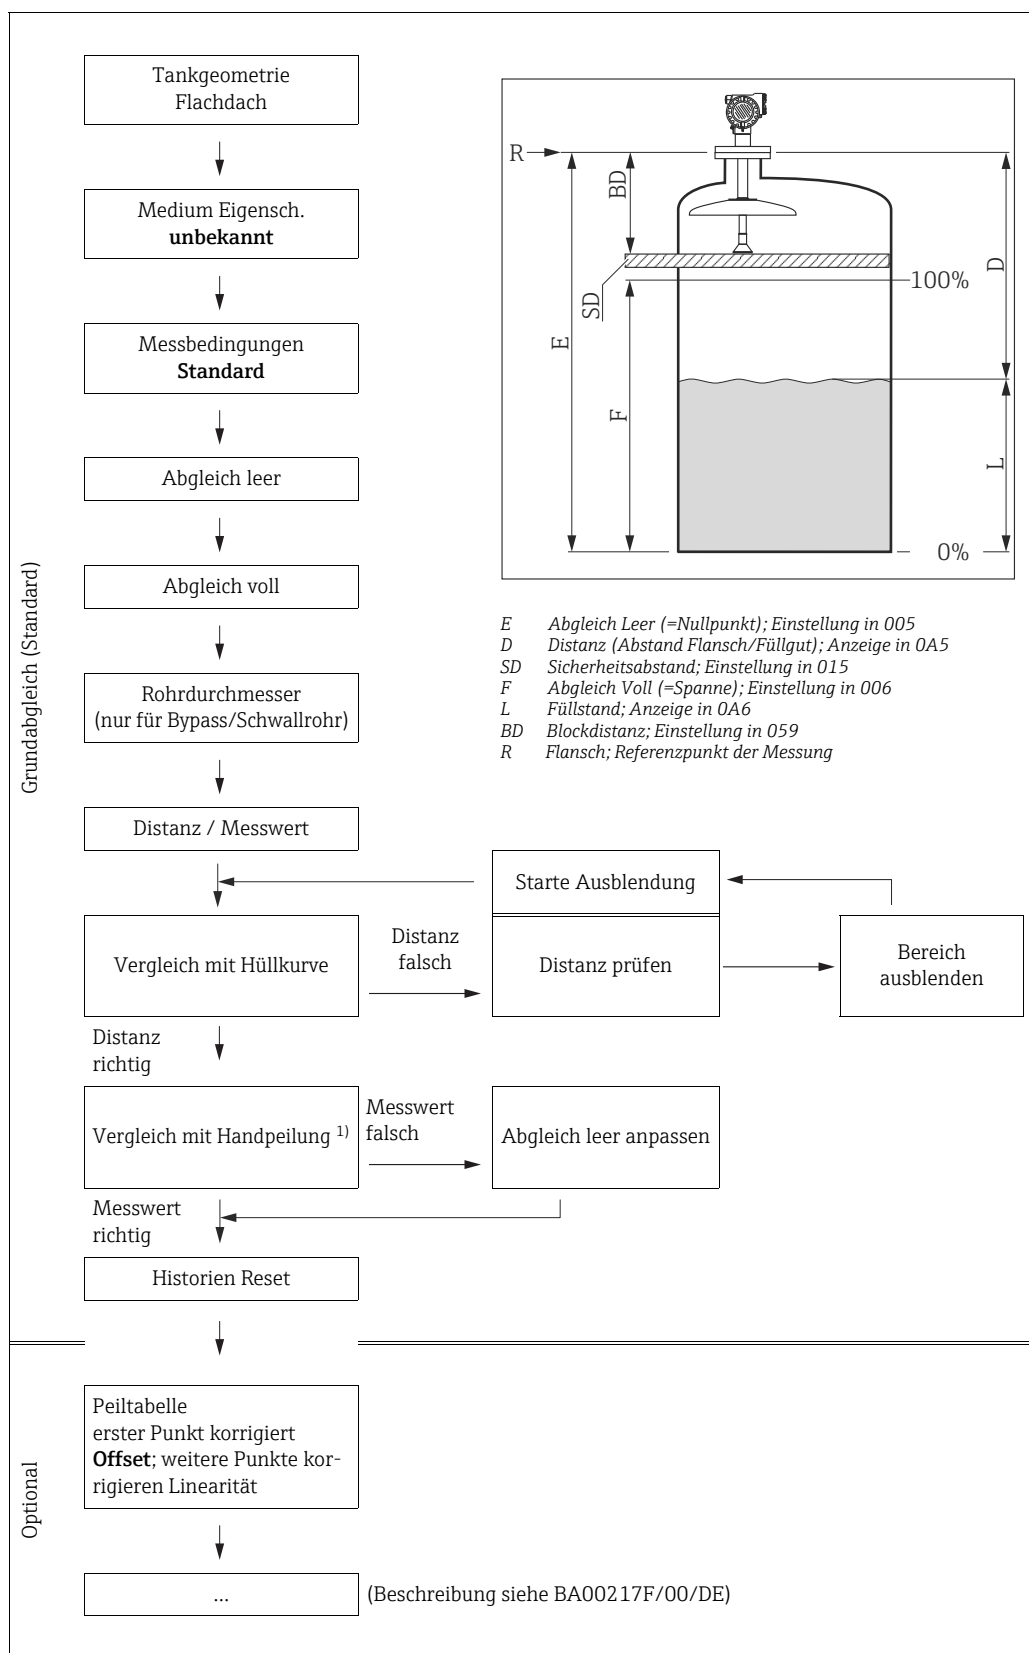 Tankgeometrie
Flachdach
Medium Eigensch.
unbekannt
Messbedingungen
Standard
Abgleich leer
Abgleich voll
Rohrdurchmesser
(nur für Bypass/Schwallrohr)
Distanz / Messwert
Grundabgleich (Standard)
R
BD
SD
E
F
D
L
100%
0%
E Abgleich Leer (=Nullpunkt); Einstellung in 005
D Distanz (Abstand Flansch/Füllgut); Anzeige in 0A5
SD Sicherheitsabstand; Einstellung in 015
F Abgleich Voll (=Spanne); Einstellung in 006
L Füllstand; Anzeige in 0A6
BD Blockdistanz; Einstellung in 059
R Flansch; Referenzpunkt der Messung
Starte Ausblendung
Vergleich mit Hüllkurve
Distanz
falsch
Distanz prüfen
Bereich
ausblenden
Distanz
richtig
Vergleich mit Handpeilung 1)
Messwert
falsch
Abgleich leer anpassen
Messwert
richtig
Historien Reset
Optional
Peiltabelle
erster Punkt korrigiert
Offset; weitere Punkte kor-
rigieren Linearität
...
(Beschreibung siehe BA00217F/00/DE)